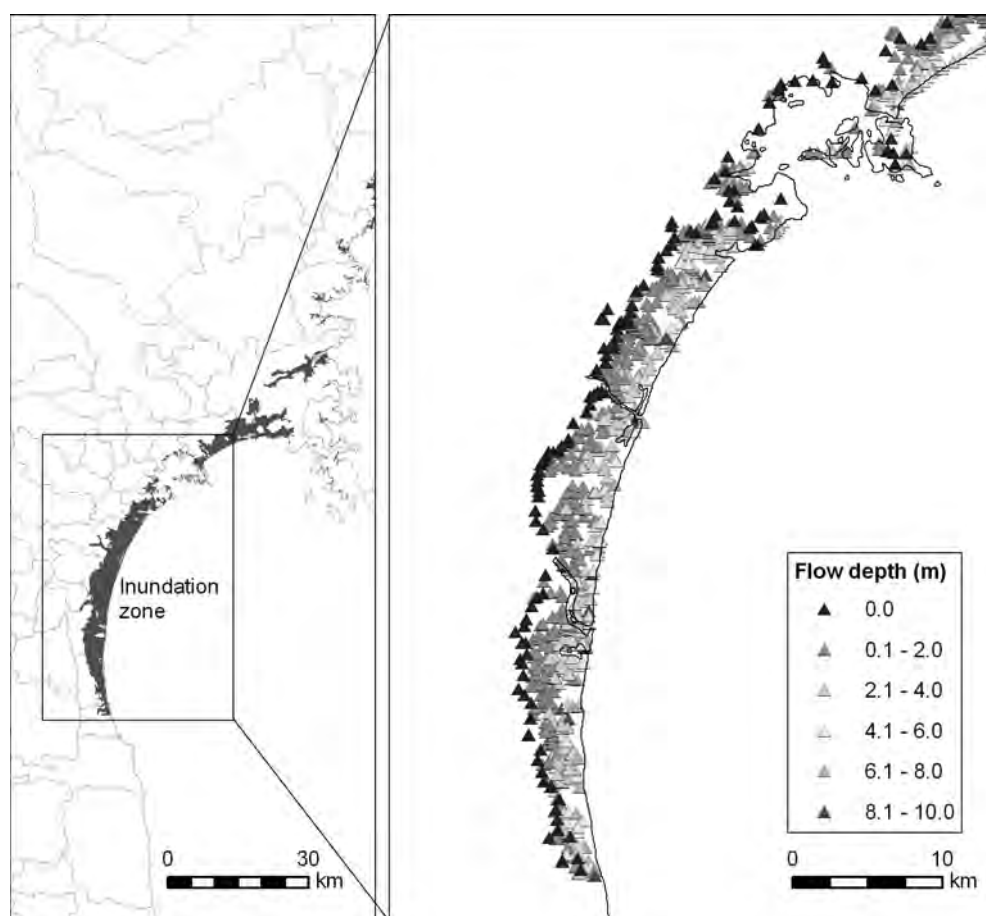 Inundation
zone
0 30
km
Flow depth (m)
0.0
0.1 - 2.0
2.1 - 4.0
4.1 - 6.0
6.1 - 8.0
8.1 - 10.0
0 10
km